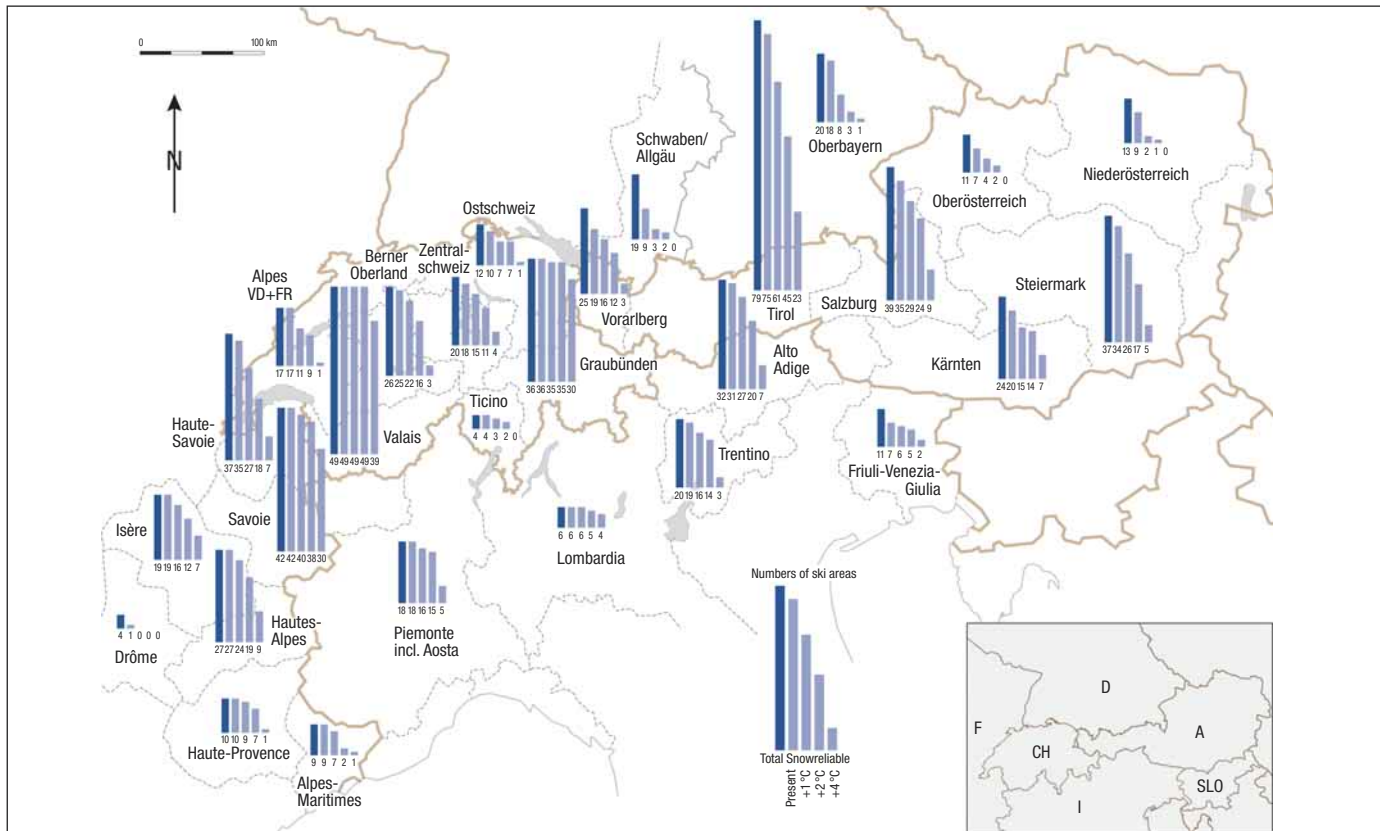 0 100 km
N
79 75 61 45 23
Tirol
20 18 8 3 1
Oberbayern
13 9 2 1 0
Niederösterreich
11 7 4 2 0
Oberösterreich
Schwaben/
Allgäu
19 9 3 2 0
Ostschweiz
12 10 7 7 1
Zentral-
schweiz
20 18 15 11 4
Berner
Oberland
26 25 22 16 3
Alpes
VD+FR
17 17 11 9 1
25 19 16 12 3
Vorarlberg
39 35 29 24 9
Salzburg
37 34 26 17 5
Steiermark
24 20 15 14 7
Kärnten
36 36 35 35 30
Graubünden
32 31 27 20 7
Alto
Adige
Ticino
4 4 3 2 0
49 49 49 49 39
Valais
Haute-
Savoie
37 35 27 18 7
20 19 16 14 3
Trentino
11 7 6 5 2
Friuli-Venezia-
Giulia
Savoie
42 42 40 38 30
Isère
19 19 16 12 7
6 6 6 5 4
Lombardia
18 18 16 15 5
Piemonte
incl. Aosta
4 1 0 0 0
Drôme
27 27 24 19 9
Hautes-
Alpes
10 10 9 7 1
Haute-Provence
9 9 7 2 1
Alpes-
Maritimes
Numbers of ski areas
Total Snowreliable
Present
+1 °C
+2 °C
+4 °C
D
F
A
CH
SLO
I